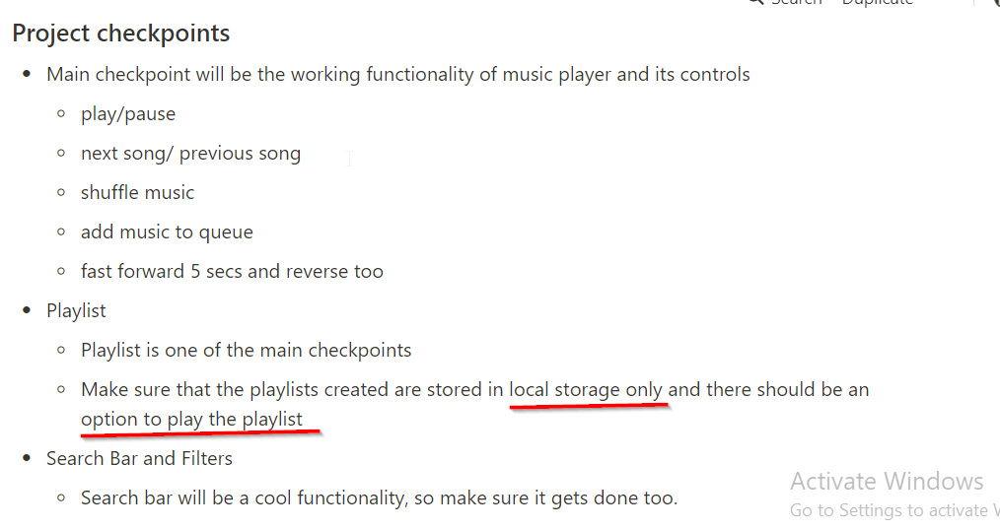 Search Duplicate
Project checkpoints
Main checkpoint will be the working functionality of music player and its controls
play/pause
next song/ previous song
shuffle music
add music to queue
fast forward 5 secs and reverse too
Playlist
Playlist is one of the main checkpoints
Make sure that the playlists created are stored in local storage only and there should be an
option to play the playlist
Search Bar and Filters
Search bar will be a cool functionality, so make sure it gets done too.
Activate Windows
Go to Settings to activate